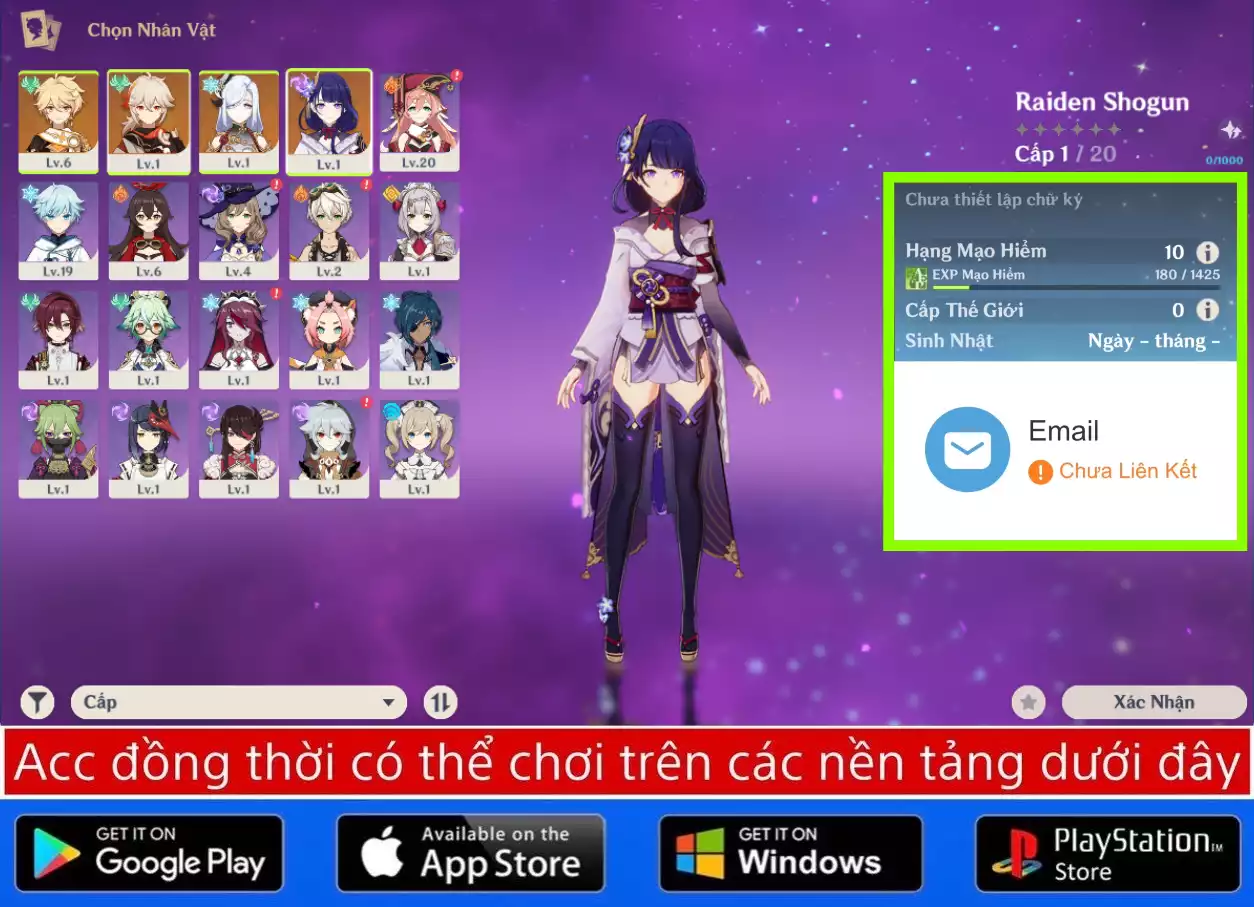 Chọn Nhân Vật
Lv.6
Lv.1
Lv.1
Lv.1
Lv.20
Lv.19
Lv.6
Lv.4
Lv.2
Lv.1
Lv.1
Lv.1
Lv.1
Lv.1
Lv.1
Lv.1
Lv.1
Lv.1
Lv.1
Lv.1
Raiden Shogun
Cấp 1 / 20
0/1000
Chưa thiết lập chữ ký
Hạng Mạo Hiểm 10
EXP Mạo Hiểm 180 / 1425
Cấp Thế Giới 0
Sinh Nhật Ngày - tháng -
Email
Chưa Liên Kết
Cấp
Xác Nhận
Acc đồng thời có thể chơi trên các nền tảng dưới đây
GET IT ON
Google Play
Available on the
App Store
GET IT ON
Windows
PlayStation™
Store